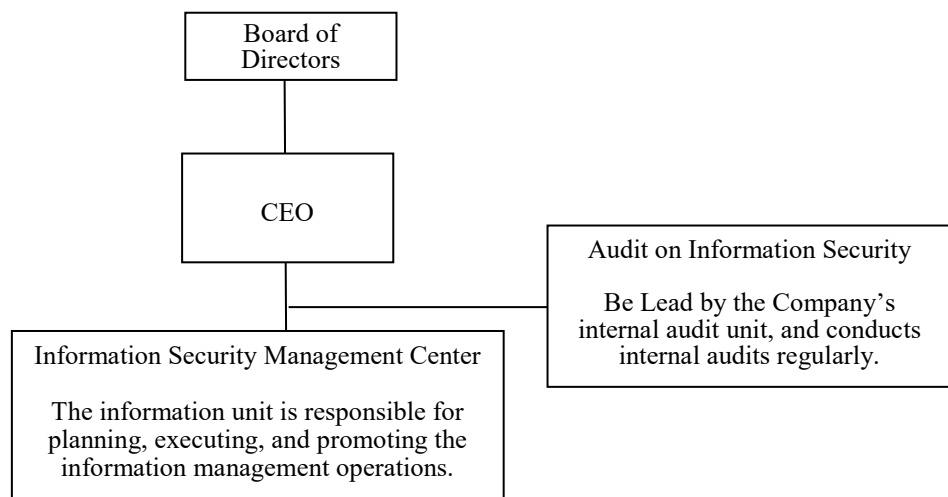 Board of
Directors
CEO
Audit on Information Security
Be Lead by the Company’s
internal audit unit, and conducts
internal audits regularly.
Information Security Management Center
The information unit is responsible for
planning, executing, and promoting the
information management operations.